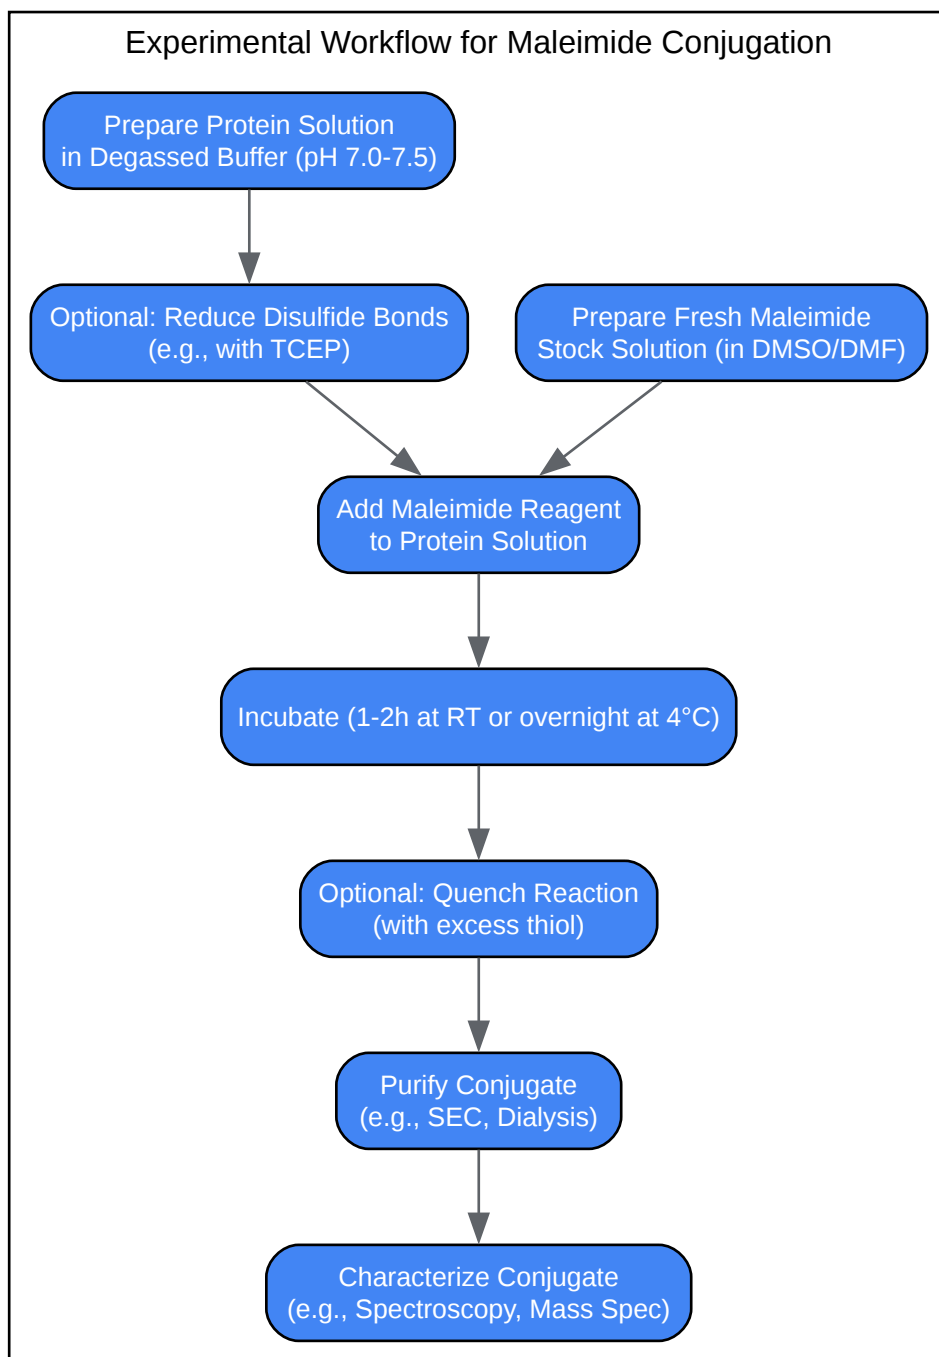 Experimental Workflow for Maleimide Conjugation
Prepare Protein Solution
in Degassed Buffer (pH 7.0-7.5)
Optional: Reduce Disulfide Bonds
(e.g., with TCEP)
Prepare Fresh Maleimide
Stock Solution (in DMSO/DMF)
Add Maleimide Reagent
to Protein Solution
Incubate (1-2h at RT or overnight at 4°C)
Optional: Quench Reaction
(with excess thiol)
Purify Conjugate
(e.g., SEC, Dialysis)
Characterize Conjugate
(e.g., Spectroscopy, Mass Spec)